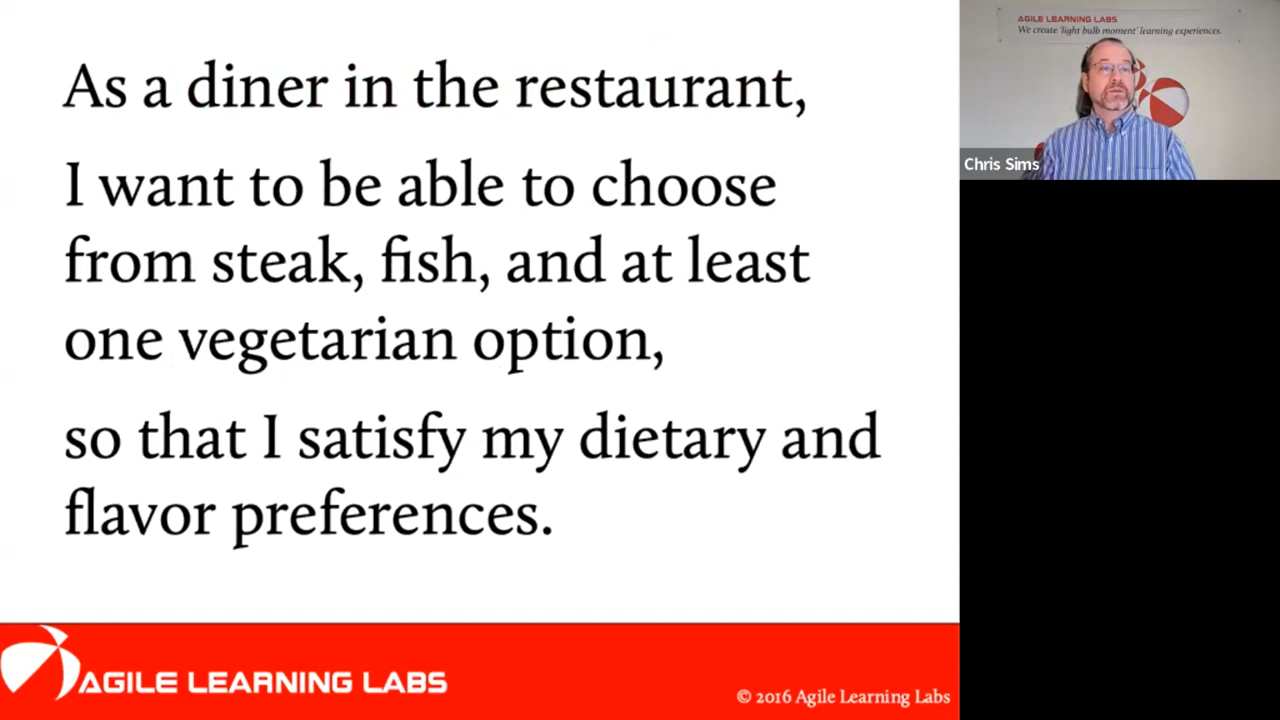 As a diner in the restaurant,
I want to be able to choose
from steak, fish, and at least
one vegetarian option,
so that I satisfy my dietary and
flavor preferences.
AGILE LEARNING LABS
© 2016 Agile Learning Labs
AGILE LEARNING LABS
We create 'light bulb moment' learning experiences.
Chris Sims